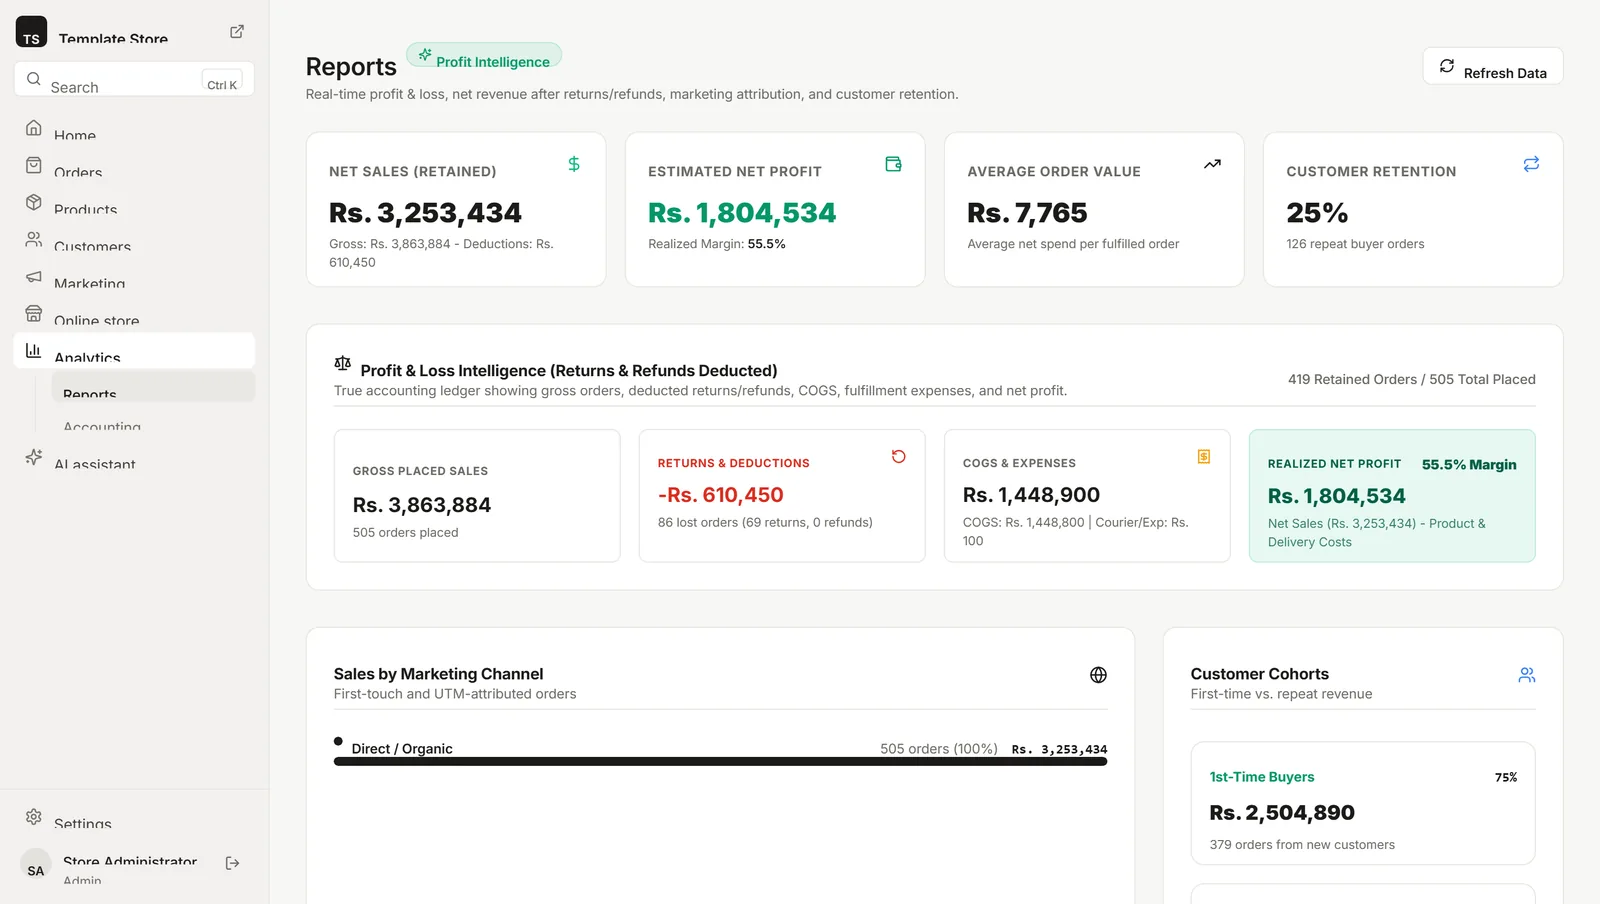 TS Template Store
Search Ctrl K
Home
Orders
Products
Customers
Marketing
Online store
Analytics
Reports
Accounting
AI assistant
Settings
SA Store Administrator
Admin
Reports Profit Intelligence
Real-time profit & loss, net revenue after returns/refunds, marketing attribution, and customer retention.
Refresh Data
NET SALES (RETAINED)
Rs. 3,253,434
Gross: Rs. 3,863,884 - Deductions: Rs.
610,450
ESTIMATED NET PROFIT
Rs. 1,804,534
Realized Margin: 55.5%
AVERAGE ORDER VALUE
Rs. 7,765
Average net spend per fulfilled order
CUSTOMER RETENTION
25%
126 repeat buyer orders
Profit & Loss Intelligence (Returns & Refunds Deducted)
True accounting ledger showing gross orders, deducted returns/refunds, COGS, fulfillment expenses, and net profit.
419 Retained Orders / 505 Total Placed
GROSS PLACED SALES
Rs. 3,863,884
505 orders placed
RETURNS & DEDUCTIONS
-Rs. 610,450
86 lost orders (69 returns, 0 refunds)
COGS & EXPENSES
Rs. 1,448,900
COGS: Rs. 1,448,800 | Courier/Exp: Rs.
100
REALIZED NET PROFIT 55.5% Margin
Rs. 1,804,534
Net Sales (Rs. 3,253,434) - Product &
Delivery Costs
Sales by Marketing Channel
First-touch and UTM-attributed orders
Direct / Organic 505 orders (100%) Rs. 3,253,434
Customer Cohorts
First-time vs. repeat revenue
1st-Time Buyers 75%
Rs. 2,504,890
379 orders from new customers